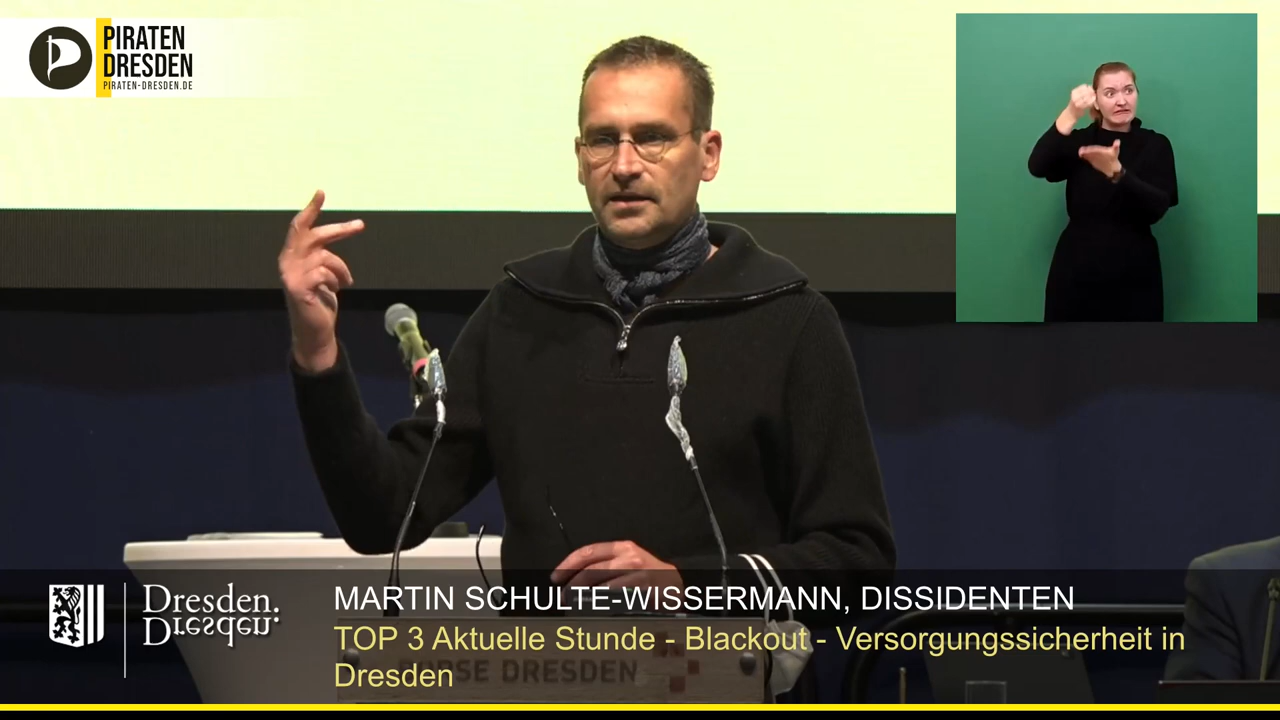 PIRATEN
DRESDEN
PIRATEN-DRESDEN.DE
Dresden.
Dresden.
MARTIN SCHULTE-WISSERMANN, DISSIDENTEN
TOP 3 Aktuelle Stunde - Blackout - Versorgungssicherheit in
Dresden
DRESDEN